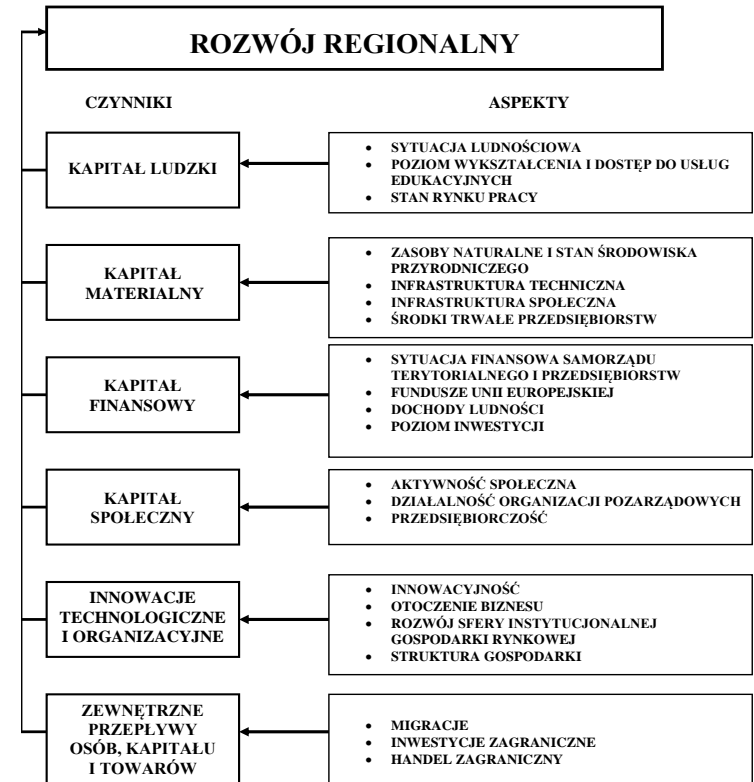 ROZWÓJ REGIONALNY
CZYNNIKI
ASPEKTY
KAPITAŁ LUDZKI
• SYTUACJA LUDNOŚCIOWA
• POZIOM WYKSZTAŁCENIA I DOSTĘP DO USŁUG
EDUKACYJNYCH
• STAN RYNKU PRACY
KAPITAŁ
MATERIALNY
• ZASOBY NATURALNE I STAN ŚRODOWISKA
PRZYRODNICZEGO
• INFRASTRUKTURA TECHNICZNA
• INFRASTRUKTURA SPOŁECZNA
• ŚRODKI TRWAŁE PRZEDSIĘBIORSTW
KAPITAŁ
FINANSOWY
• SYTUACJA FINANSOWA SAMORZĄDU
TERYTORIALNEGO I PRZEDSIĘBIORSTW
• FUNDUSZE UNII EUROPEJSKIEJ
• DOCHODY LUDNOŚCI
• POZIOM INWESTYCJI
KAPITAŁ
SPOŁECZNY
• AKTYWNOŚĆ SPOŁECZNA
• DZIAŁALNOŚĆ ORGANIZACJI POZARZĄDOWYCH
• PRZEDSIĘBIORCZOŚĆ
INNOWACJE
TECHNOLOGICZNE
I ORGANIZACYJNE
• INNOWACYJNOŚĆ
• OTOCZENIE BIZNESU
• ROZWÓJ SFERY INSTYTUCJONALNEJ
GOSPODARKI RYNKOWEJ
• STRUKTURA GOSPODARKI
ZEWNĘTRZNE
PRZEPŁYWY
OSÓB, KAPITAŁU
I TOWARÓW
• MIGRACJE
• INWESTYCJE ZAGRANICZNE
• HANDEL ZAGRANICZNY